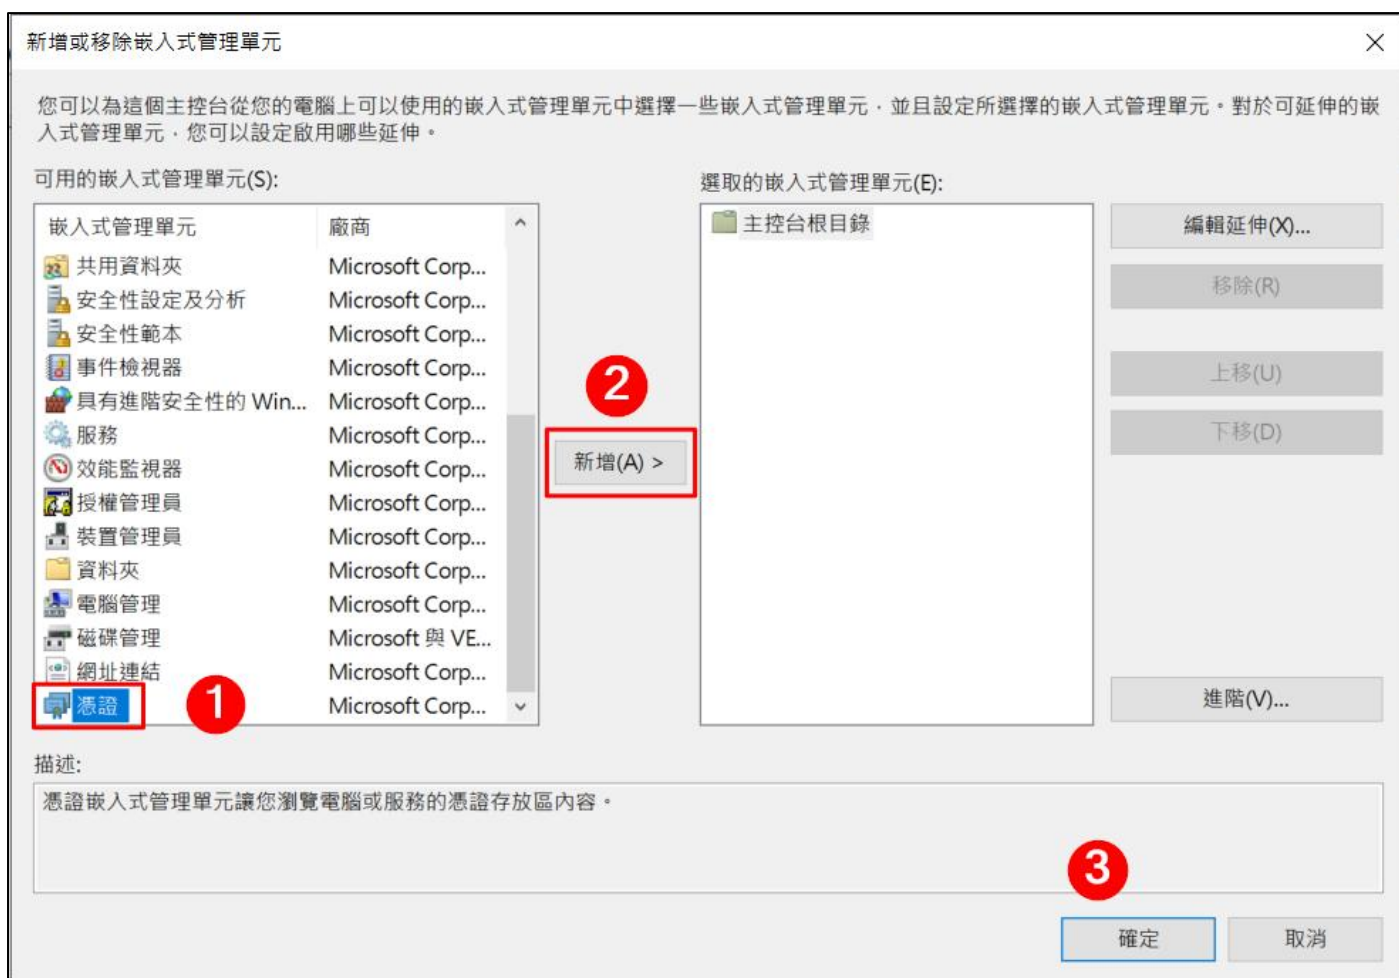 新增或移除嵌入式管理單元
您可以為這個主控台從您的電腦上可以使用的嵌入式管理單元中選擇一些嵌入式管理單元，並且設定所選擇的嵌入式管理單元。對於可延伸的嵌
入式管理單元，您可以設定啟用哪些延伸。
可用的嵌入式管理單元(S):
嵌入式管理單元 廠商
共用資料夾 Microsoft Corp...
安全性設定及分析 Microsoft Corp...
安全性範本 Microsoft Corp...
事件檢視器 Microsoft Corp...
具有進階安全性的 Win... Microsoft Corp...
服務 Microsoft Corp...
效能監視器 Microsoft Corp...
授權管理員 Microsoft Corp...
裝置管理員 Microsoft Corp...
資料夾 Microsoft Corp...
電腦管理 Microsoft Corp...
磁碟管理 Microsoft 與 VE...
網址連結 Microsoft Corp...
憑證 Microsoft Corp...
1
2
新增(A) >
選取的嵌入式管理單元(E):
主控台根目錄
編輯延伸(X)...
移除(R)
上移(U)
下移(D)
進階(V)...
描述:
憑證嵌入式管理單元讓您瀏覽電腦或服務的憑證存放區內容。
3
確定
取消